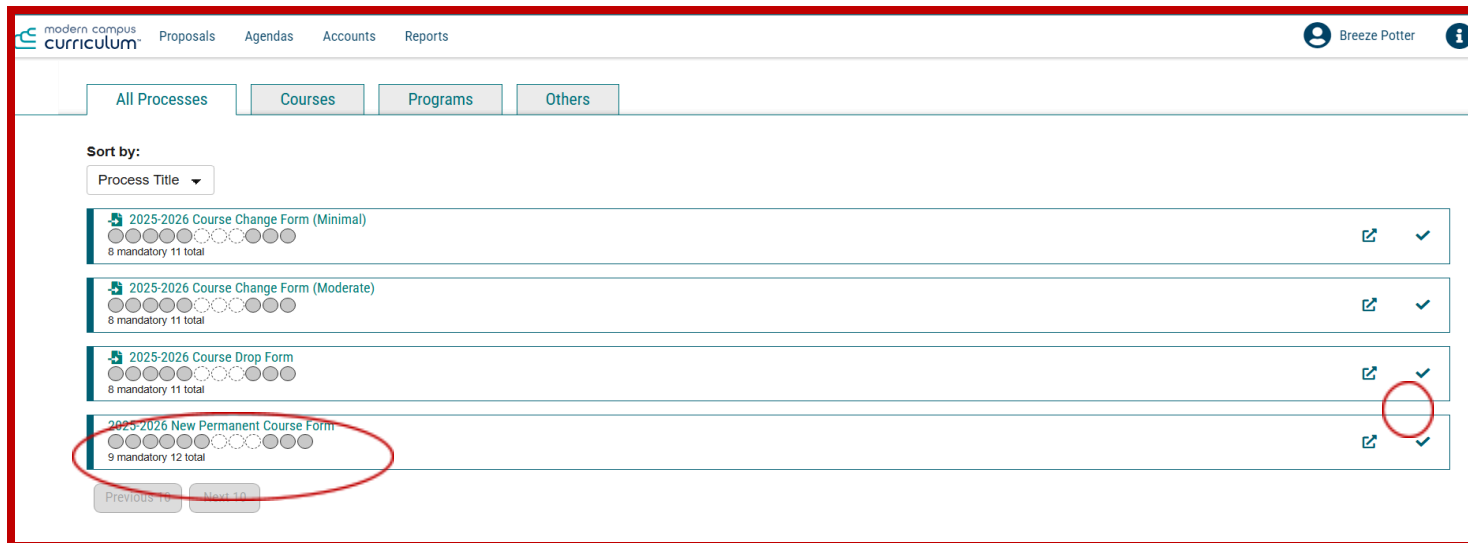 modern campus
curriculum™ Proposals Agendas Accounts Reports Breeze Potter
All Processes Courses Programs Others
Sort by:
Process Title
2025-2026 Course Change Form (Minimal)
8 mandatory 11 total
2025-2026 Course Change Form (Moderate)
8 mandatory 11 total
2025-2026 Course Drop Form
8 mandatory 11 total
2025-2026 New Permanent Course Form
9 mandatory 12 total
Previous 10 Next 10